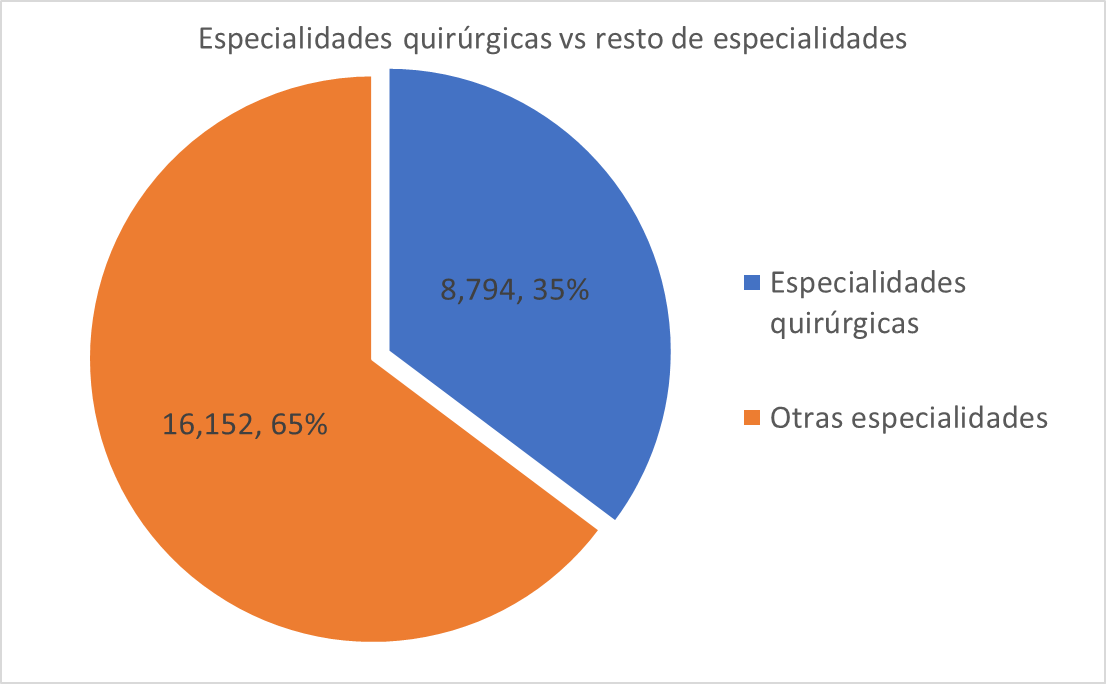 Especialidades quirúrgicas vs resto de especialidades
8,794, 35%
16,152, 65%
Especialidades
quirúrgicas
Otras especialidades